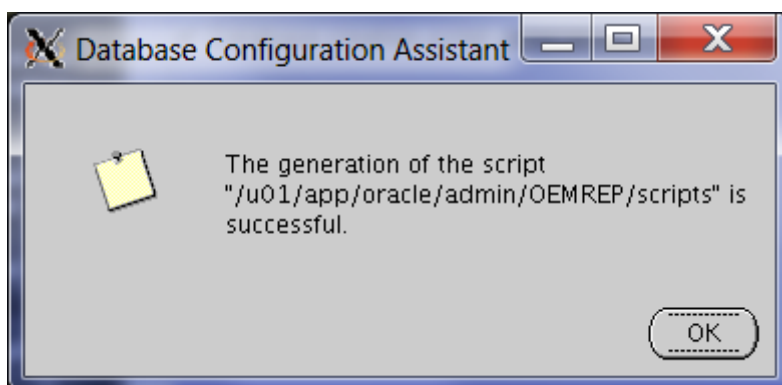 Database Configuration Assistant
The generation of the script
"/u01/app/oracle/admin/OEMREP/scripts" is
successful.
OK